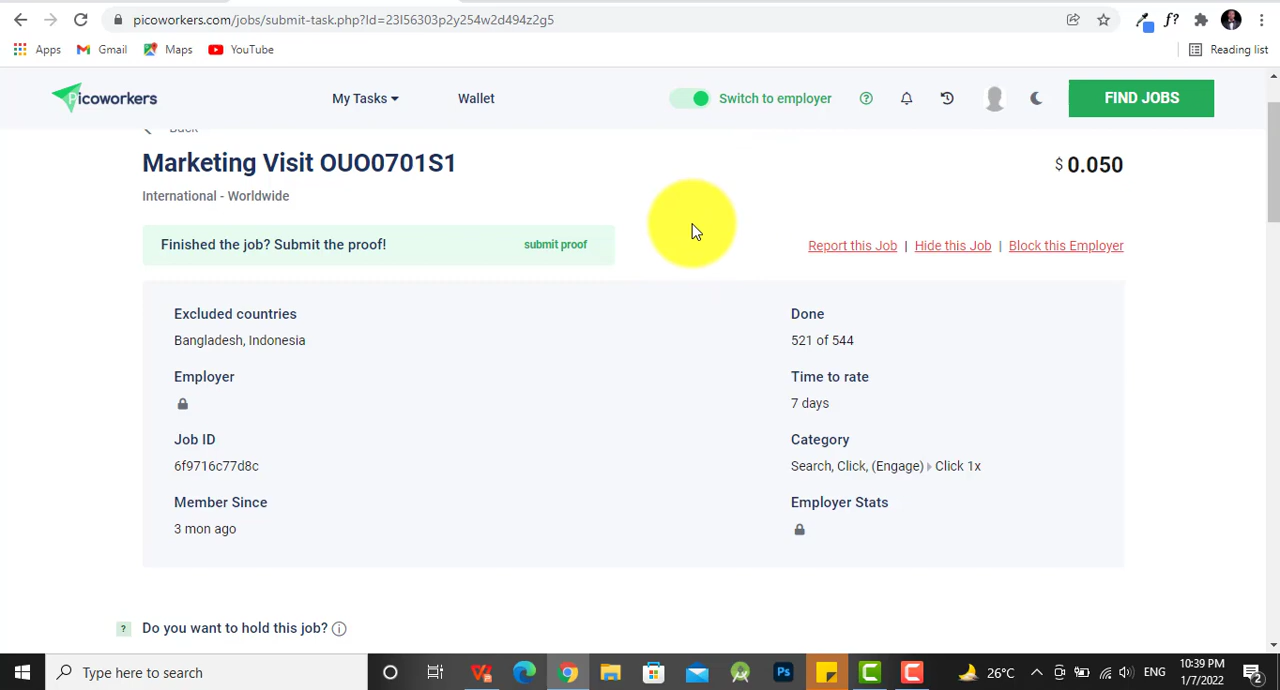 picoworkers.com/jobs/submit-task.php?Id=23I56303p2y254w2d494z2g5
f?
Apps Gmail Maps YouTube Reading list
Picoworkers My Tasks Wallet Switch to employer FIND JOBS
Back
Marketing Visit OUO0701S1 $ 0.050
International - Worldwide
Finished the job? Submit the proof! submit proof Report this Job | Hide this Job | Block this Employer
Excluded countries Done
Bangladesh, Indonesia 521 of 544
Employer Time to rate
7 days
Job ID Category
6f9716c77d8c Search, Click, (Engage) Click 1x
Member Since Employer Stats
3 mon ago
? Do you want to hold this job?
Type here to search Ps 26°C ENG 10:39 PM
1/7/2022 2